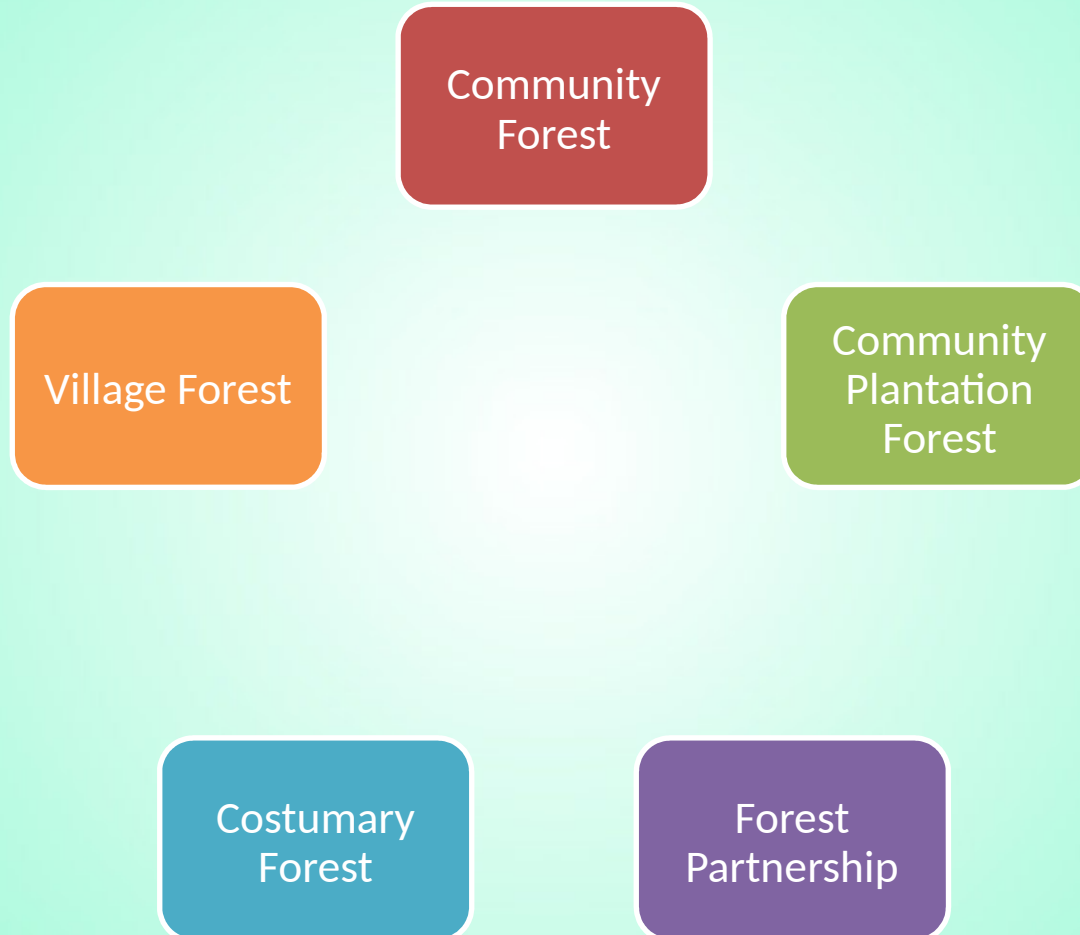 Community
Forest
Village Forest
Community
Plantation
Forest
Costumary
Forest
Forest
Partnership